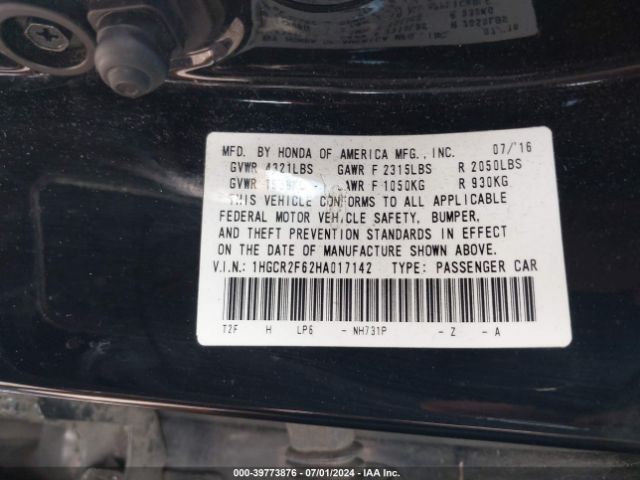 MFD. BY HONDA OF AMERICA MFG., INC. 07/'16
GVWR 4321LBS GAWR F 2315LBS R 2050LBS
GVWR F 1050KG R 930KG
THIS VEHICLE CONFORMS TO ALL APPLICABLE
FEDERAL MOTOR VEHICLE SAFETY, BUMPER,
AND THEFT PREVENTION STANDARDS IN EFFECT
ON THE DATE OF MANUFACTURE SHOWN ABOVE.
V.I.N.: 1HGCR2F62HA017142 TYPE: PASSENGER CAR
T2F H LP6 - NH731P - Z - A
000-39773876 / 07/01/2024 / IAA Inc.